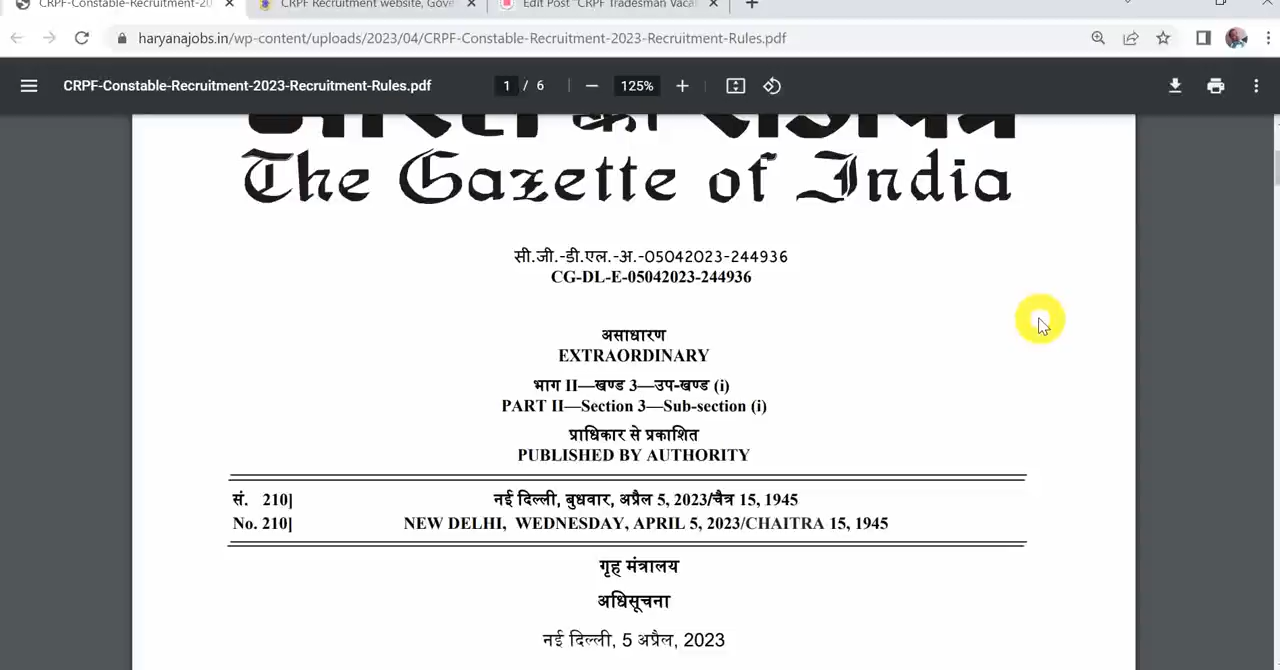 CRPF-Constable-Recruitment-20
CRPF Recruitment website, Gove
Edit Post "CRPF Tradesman Vaca
haryanajobs.in/wp-content/uploads/2023/04/CRPF-Constable-Recruitment-2023-Recruitment-Rules.pdf
CRPF-Constable-Recruitment-2023-Recruitment-Rules.pdf
1 / 6
125%
भारत का राजपत्र
The Gazette of India
सी.जी.-डी.एल.-अ.-05042023-244936
CG-DL-E-05042023-244936
असाधारण
EXTRAORDINARY
भाग II—खण्ड 3—उप-खण्ड (i)
PART II—Section 3—Sub-section (i)
प्राधिकार से प्रकाशित
PUBLISHED BY AUTHORITY
सं. 210] नई दिल्ली, बुधवार, अप्रैल 5, 2023/चैत्र 15, 1945
No. 210] NEW DELHI, WEDNESDAY, APRIL 5, 2023/CHAITRA 15, 1945
गृह मंत्रालय
अधिसूचना
नई दिल्ली, 5 अप्रैल, 2023